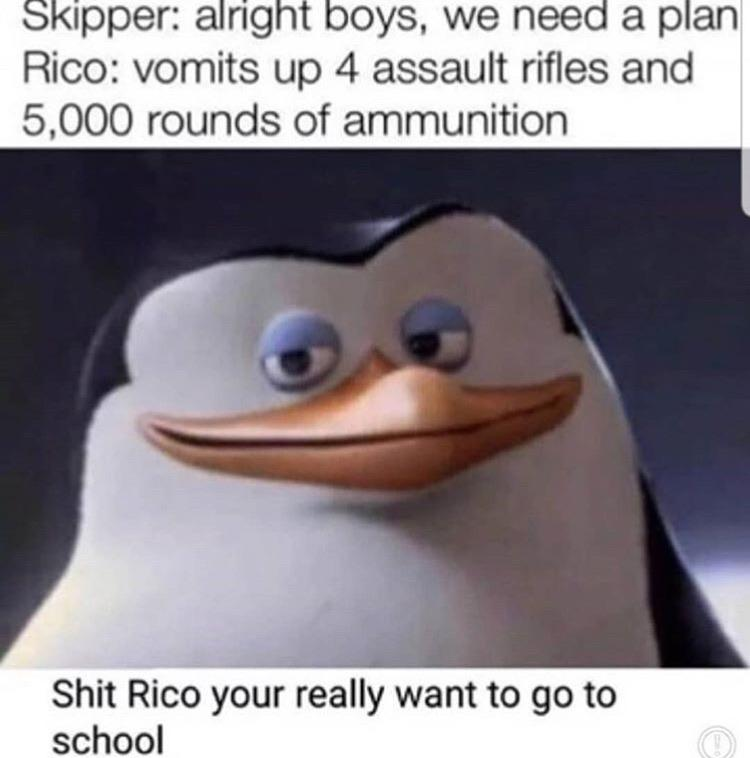 Skipper: alright boys, we need a plan
Rico: vomits up 4 assault rifles and
5,000 rounds of ammunition
Shit Rico your really want to go to
school